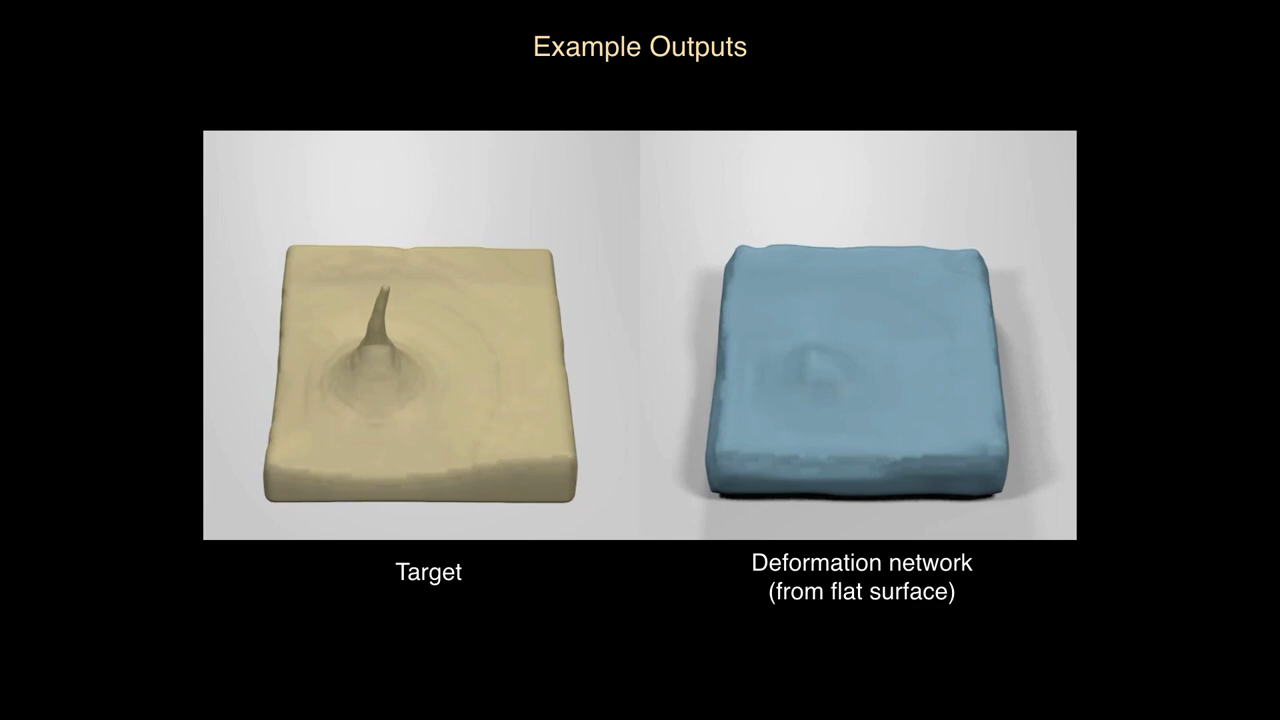 Example Outputs
Target
Deformation network
(from flat surface)